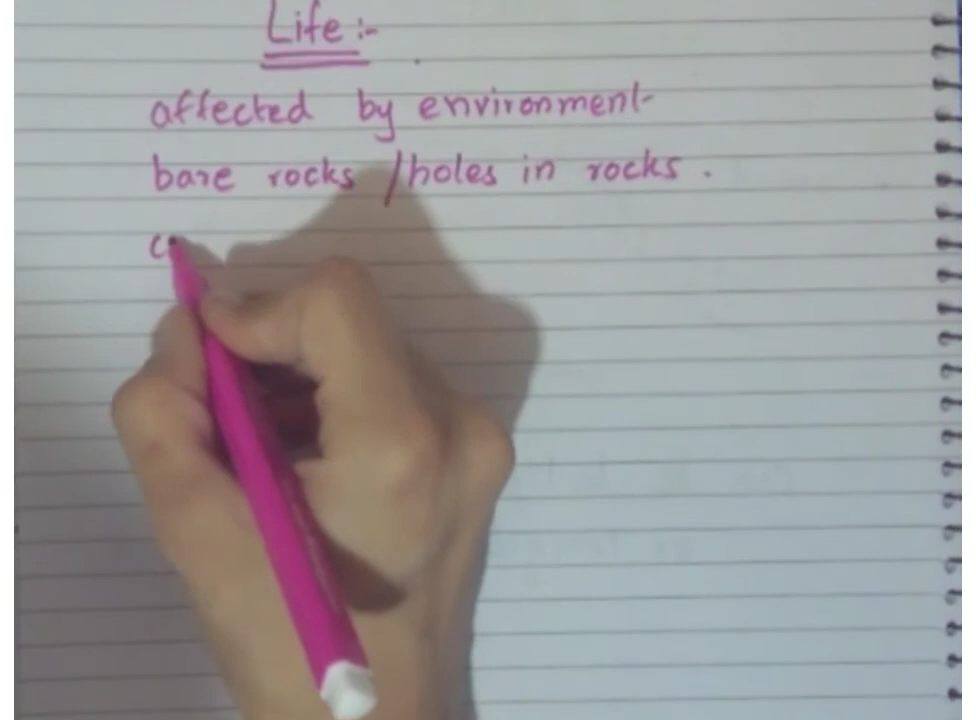 Life :-
affected by environment-
bare rocks / holes in rocks .
c